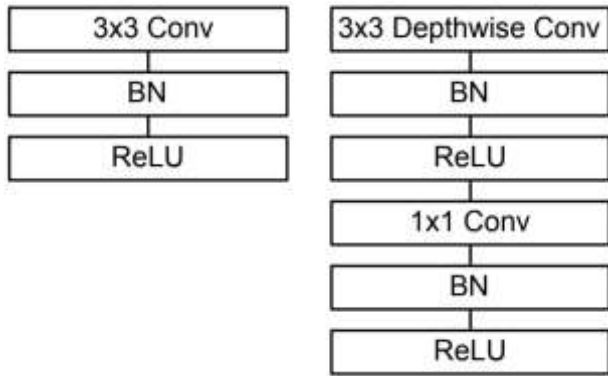 3x3 Conv
BN
ReLU
3x3 Depthwise Conv
BN
ReLU
1x1 Conv
BN
ReLU